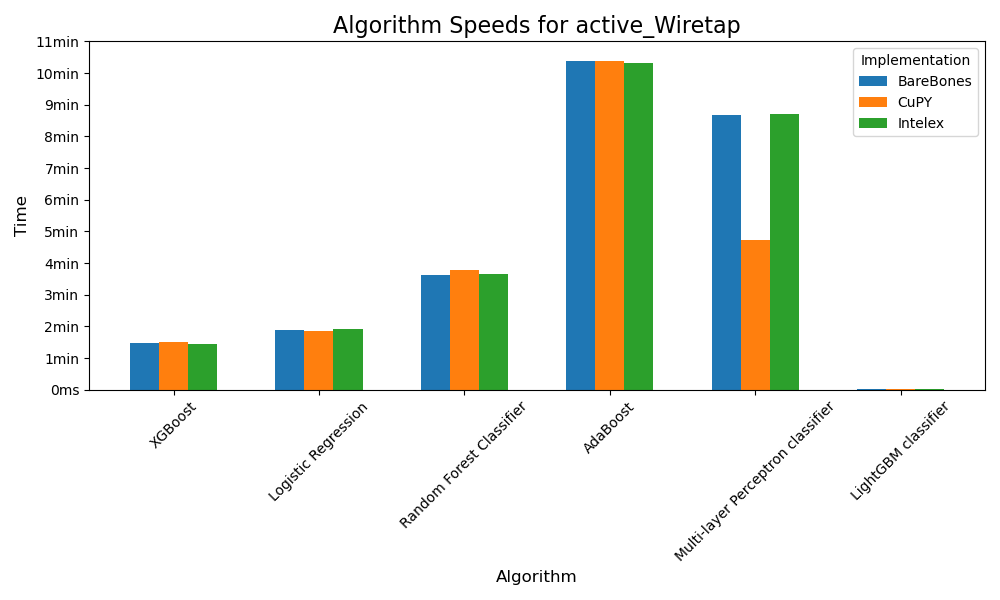 Algorithm Speeds for active_Wiretap
11min
10min
9min
8min
7min
6min
5min
4min
3min
2min
1min
0ms
Time
Implementation
BareBones
CuPY
Intelex
XGBoost
Logistic Regression
Random Forest Classifier
AdaBoost
Multi-layer Perceptron classifier
LightGBM classifier
Algorithm